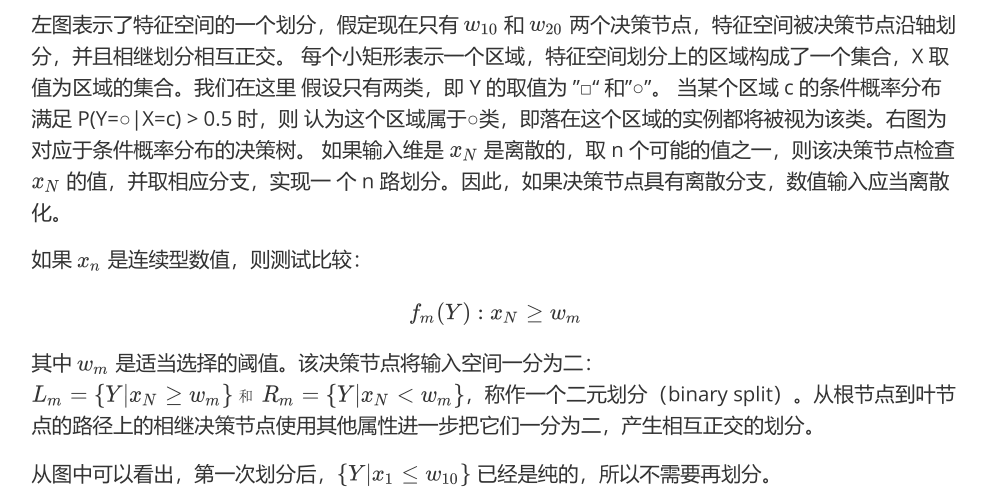 左图表示了特征空间的一个划分，假定现在只有 w₁₀ 和 w₂₀ 两个决策节点，特征空间被决策节点沿轴划
分，并且相继划分相互正交。 每个小矩形表示一个区域，特征空间划分上的区域构成了一个集合，X 取
值为区域的集合。我们在这里 假设只有两类，即 Y 的取值为 ”□“ 和”○”。 当某个区域 c 的条件概率分布
满足 P(Y=○|X=c) > 0.5 时，则 认为这个区域属于○类，即落在这个区域的实例都将被视为该类。右图为
对应于条件概率分布的决策树。 如果输入维是 x_N 是离散的，取 n 个可能的值之一，则该决策节点检查
x_N 的值，并取相应分支，实现一 个 n 路划分。因此，如果决策节点具有离散分支，数值输入应当离散
化。
如果 x_n 是连续型数值，则测试比较：
f_m(Y) : x_N ≥ w_m
其中 w_m 是适当选择的阈值。该决策节点将输入空间一分为二：
L_m = {Y|x_N ≥ w_m} 和 R_m = {Y|x_N < w_m}，称作一个二元划分（binary split）。从根节点到叶节
点的路径上的相继决策节点使用其他属性进一步把它们一分为二，产生相互正交的划分。
从图中可以看出，第一次划分后，{Y|x₁ ≤ w₁₀} 已经是纯的，所以不需要再划分。